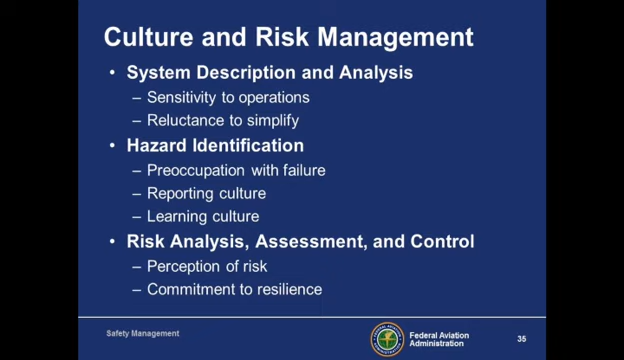 Culture and Risk Management
• System Description and Analysis
– Sensitivity to operations
– Reluctance to simplify
• Hazard Identification
– Preoccupation with failure
– Reporting culture
– Learning culture
• Risk Analysis, Assessment, and Control
– Perception of risk
– Commitment to resilience
Safety Management
Federal Aviation
Administration
35